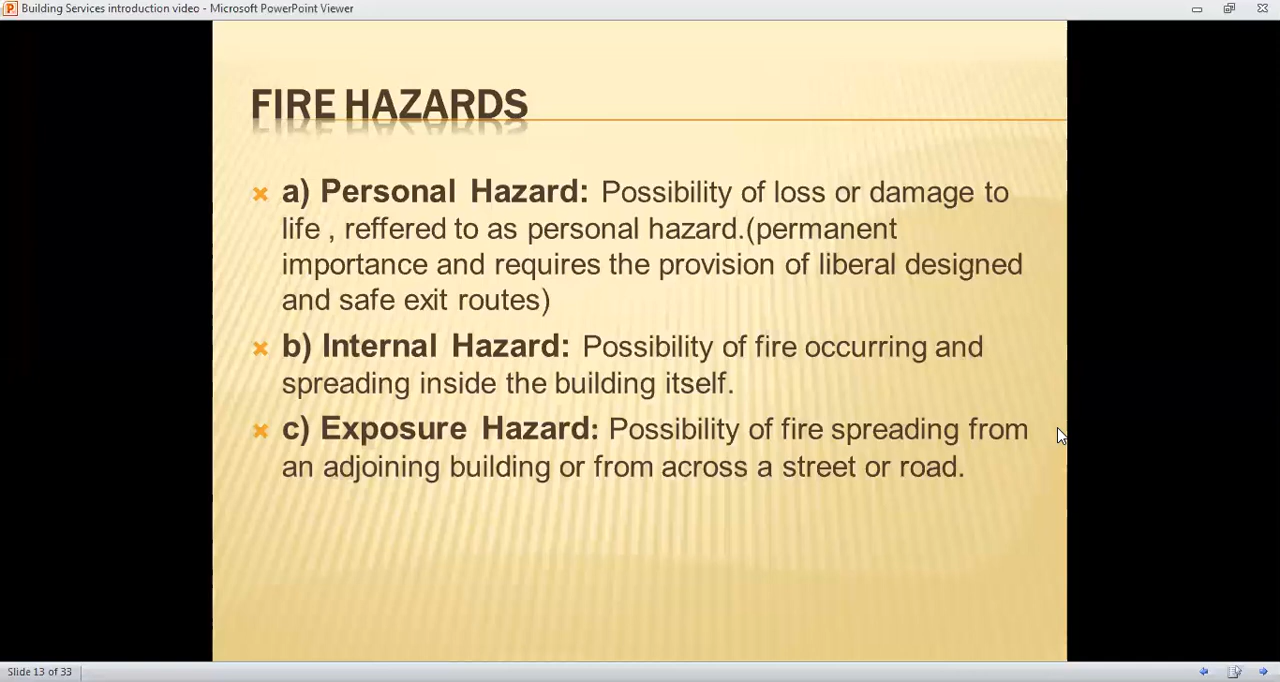 Building Services introduction video - Microsoft PowerPoint Viewer
FIRE HAZARDS
a) Personal Hazard: Possibility of loss or damage to
life , reffered to as personal hazard.(permanent
importance and requires the provision of liberal designed
and safe exit routes)
b) Internal Hazard: Possibility of fire occurring and
spreading inside the building itself.
c) Exposure Hazard: Possibility of fire spreading from
an adjoining building or from across a street or road.
Slide 13 of 33